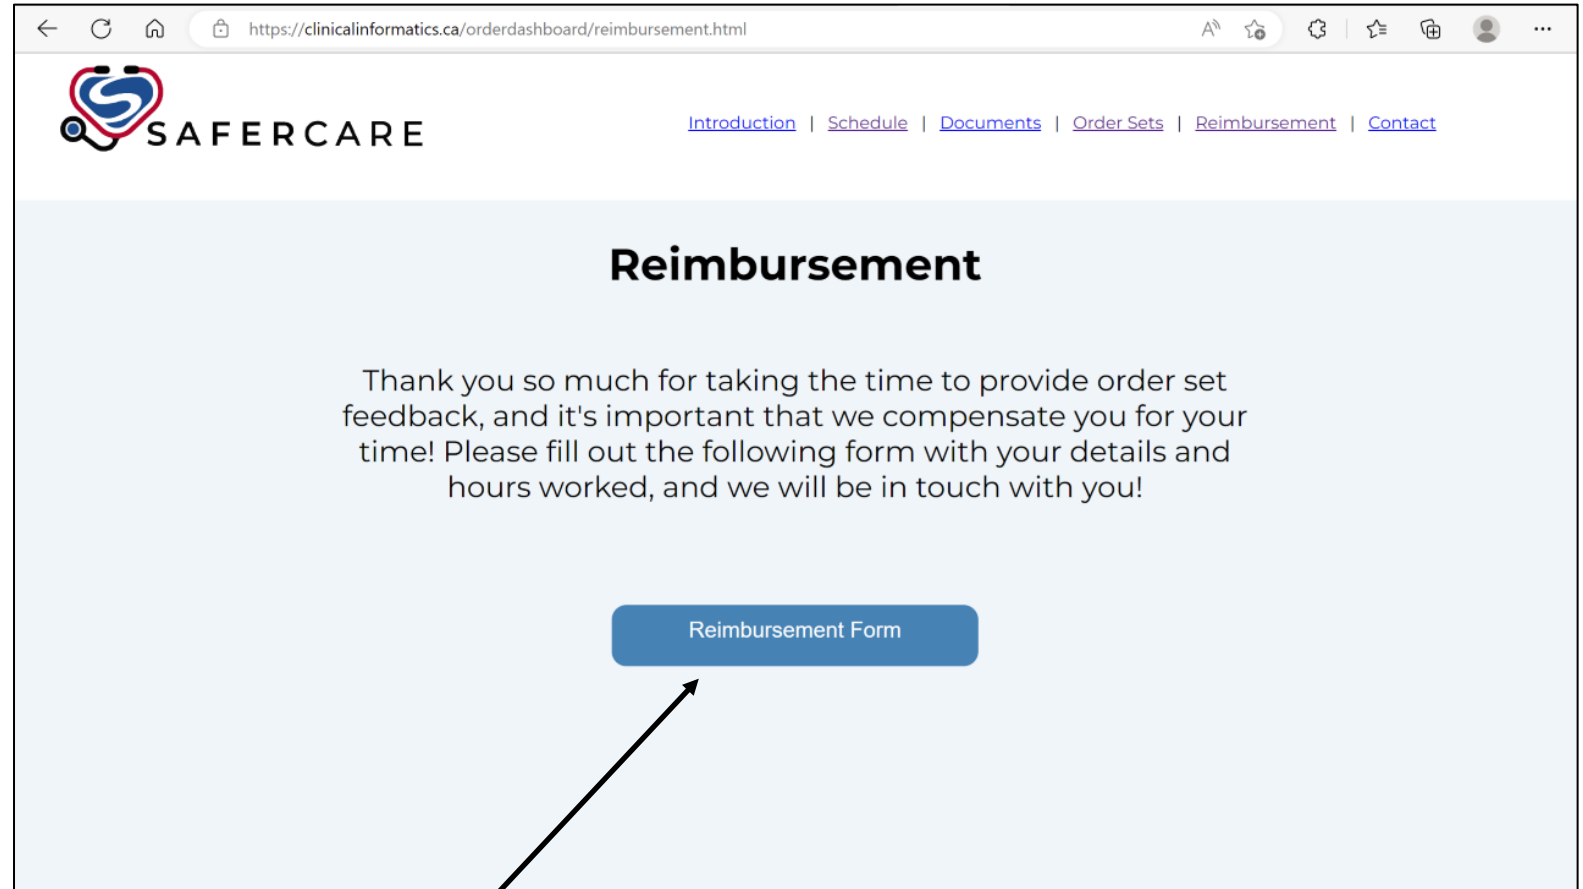 https://clinicalinformatics.ca/orderdashboard/reimbursement.html
SAFERCARE
Introduction | Schedule | Documents | Order Sets | Reimbursement | Contact
Reimbursement
Thank you so much for taking the time to provide order set
feedback, and it's important that we compensate you for your
time! Please fill out the following form with your details and
hours worked, and we will be in touch with you!
Reimbursement Form